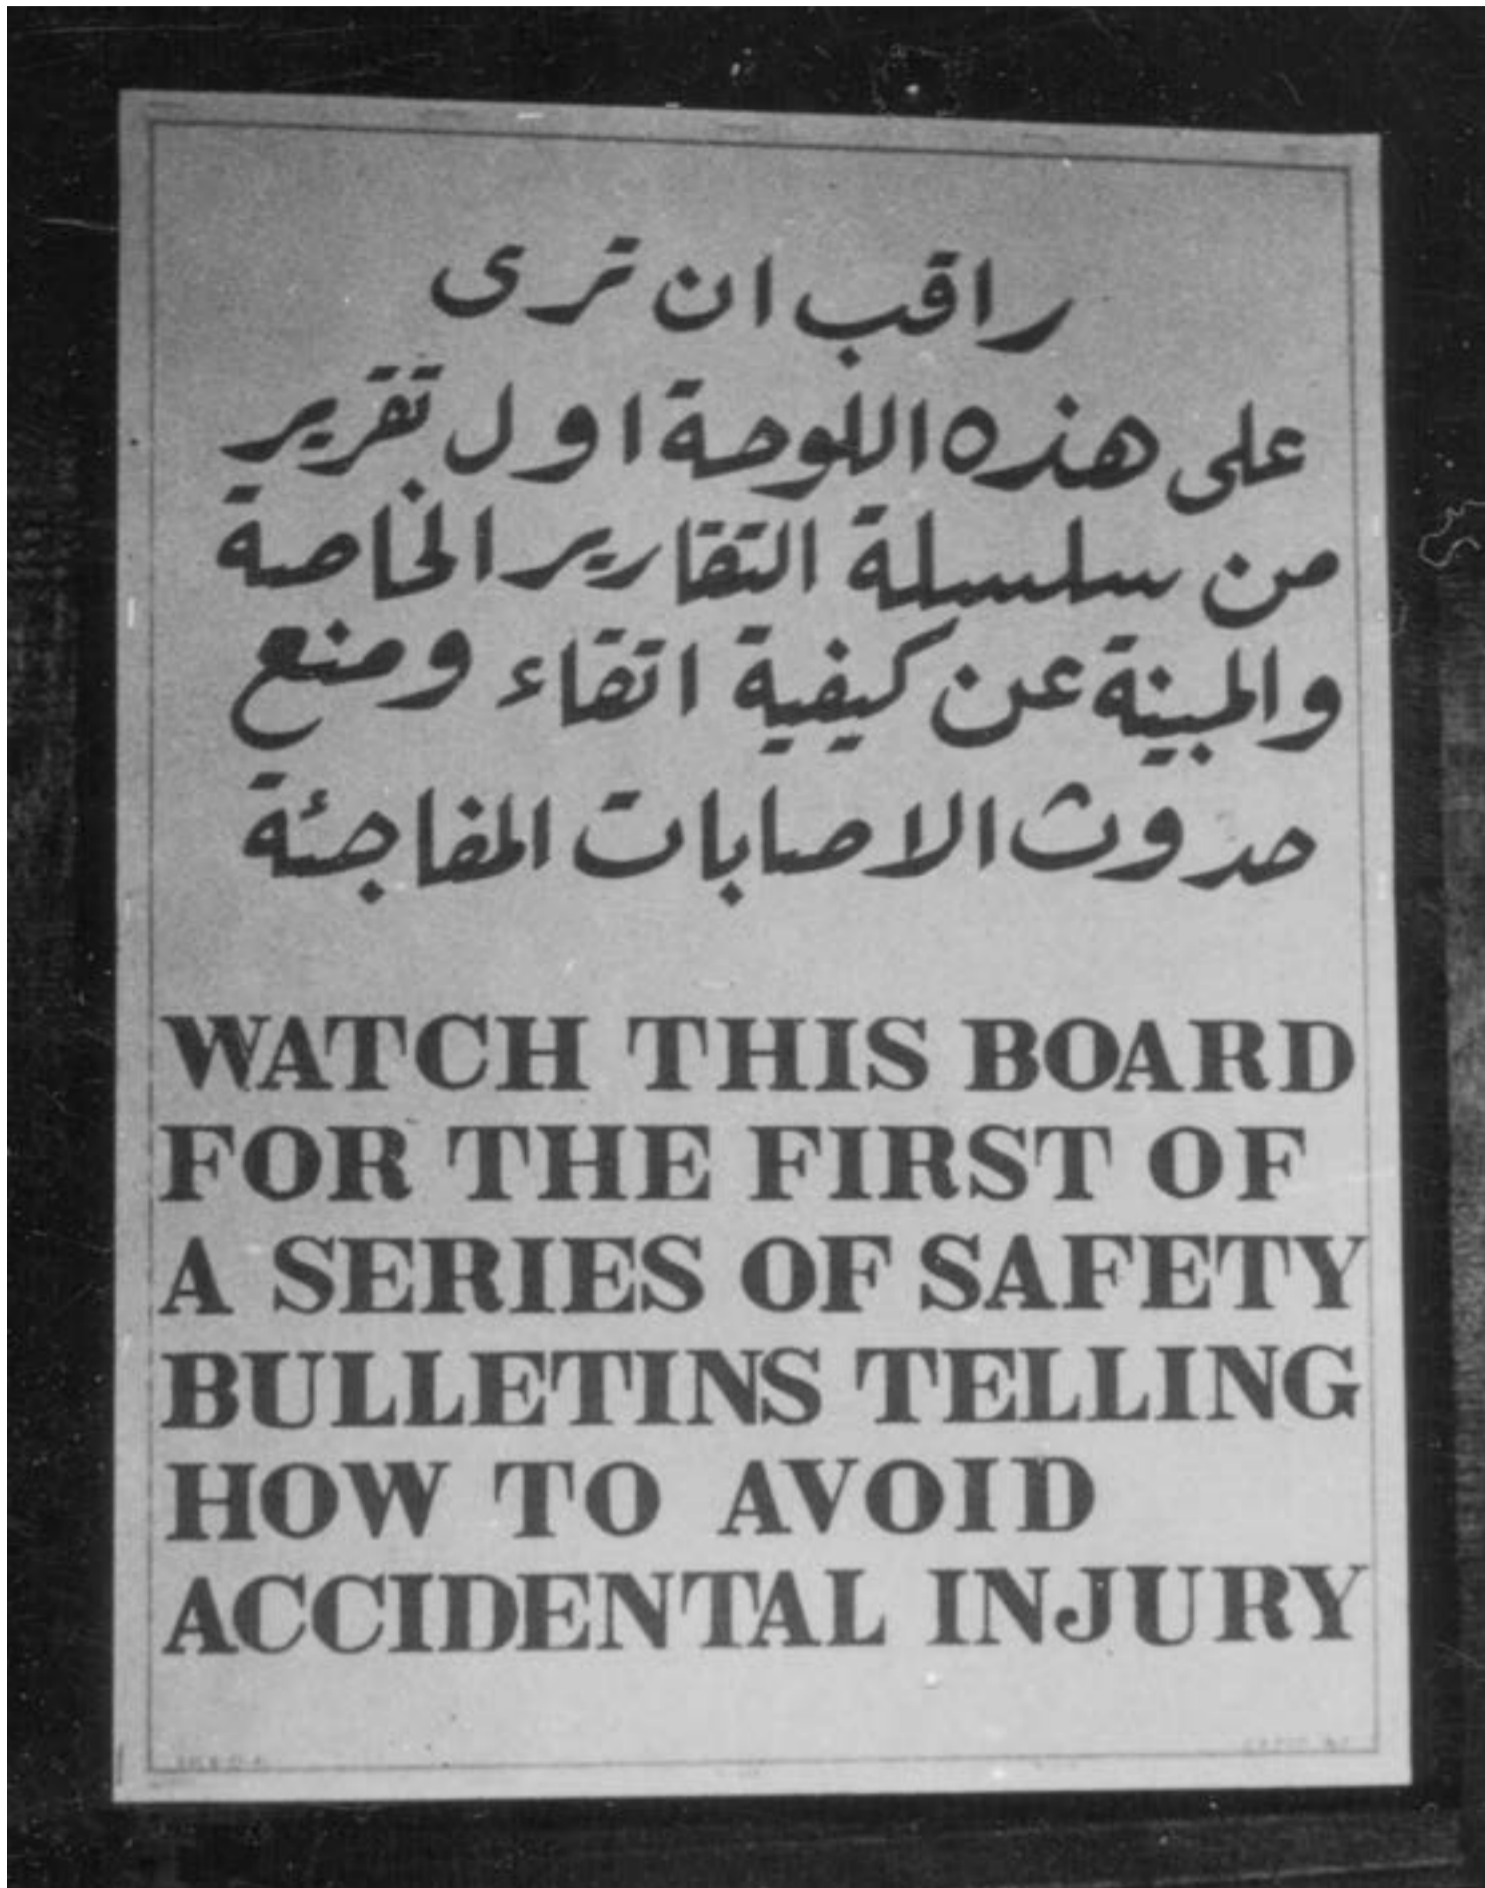 راقب ان ترى
على هذه اللوحة اول تقرير
من سلسلة التقارير الخاصة
والمبينة عن كيفية اتقاء ومنع
حدوث الاصابات المفاجئة
WATCH THIS BOARD
FOR THE FIRST OF
A SERIES OF SAFETY
BULLETINS TELLING
HOW TO AVOID
ACCIDENTAL INJURY